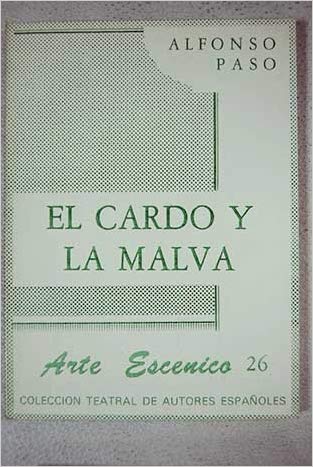 ALFONSO
PASO
EL CARDO Y
LA MALVA
Arte Escenico 26
COLECCION TEATRAL DE AUTORES ESPAÑOLES